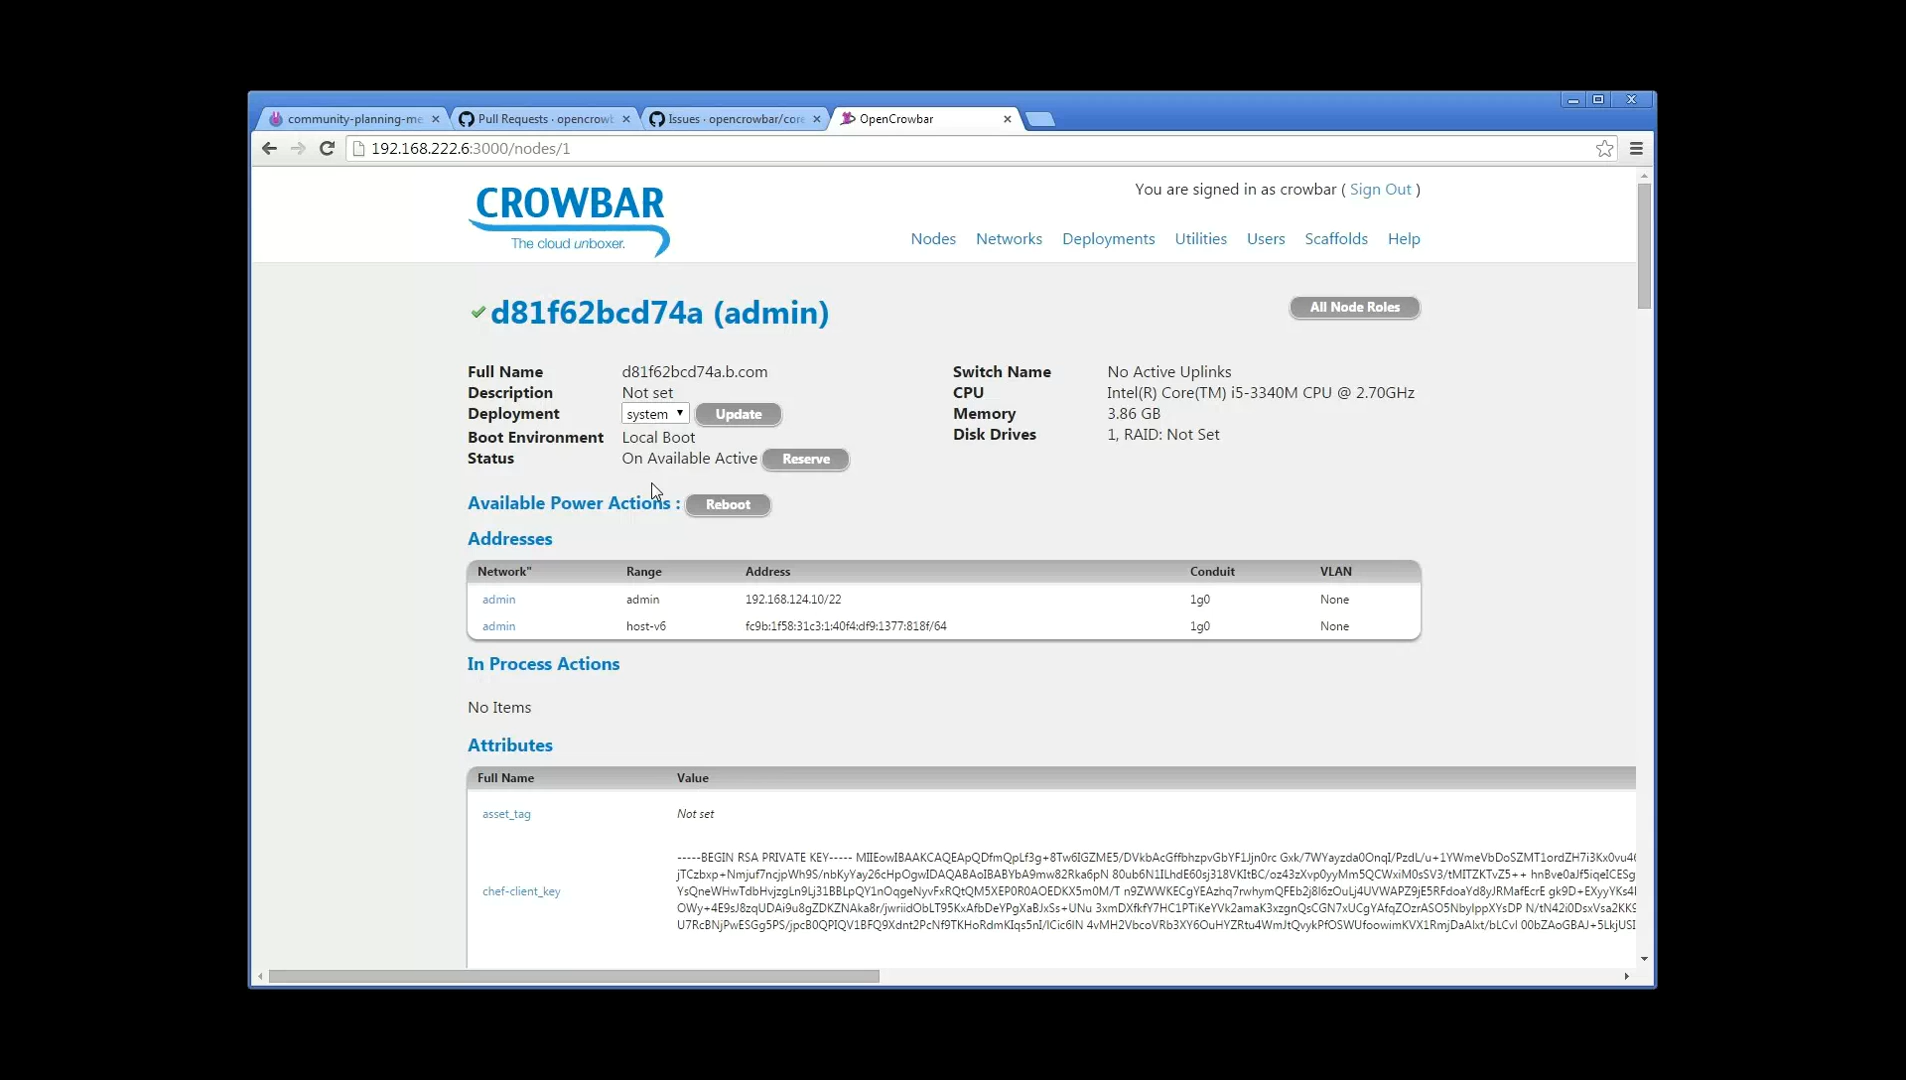 community-planning-me
Pull Requests · opencrowb
Issues · opencrowbar/core
OpenCrowbar
192.168.222.6:3000/nodes/1
CROWBAR
The cloud unboxer.
You are signed in as crowbar ( Sign Out )
Nodes Networks Deployments Utilities Users Scaffolds Help
d81f62bcd74a (admin)
All Node Roles
Full Name d81f62bcd74a.b.com
Description Not set
Deployment system Update
Boot Environment Local Boot
Status On Available Active Reserve
Switch Name No Active Uplinks
CPU Intel(R) Core(TM) i5-3340M CPU @ 2.70GHz
Memory 3.86 GB
Disk Drives 1, RAID: Not Set
Available Power Actions : Reboot
Addresses
Network" Range Address Conduit VLAN
admin admin 192.168.124.10/22 1g0 None
admin host-v6 fc9b:1f58:31c3:1:40f4:df9:1377:818f/64 1g0 None
In Process Actions
No Items
Attributes
Full Name Value
asset_tag Not set
chef-client_key
-----BEGIN RSA PRIVATE KEY-----